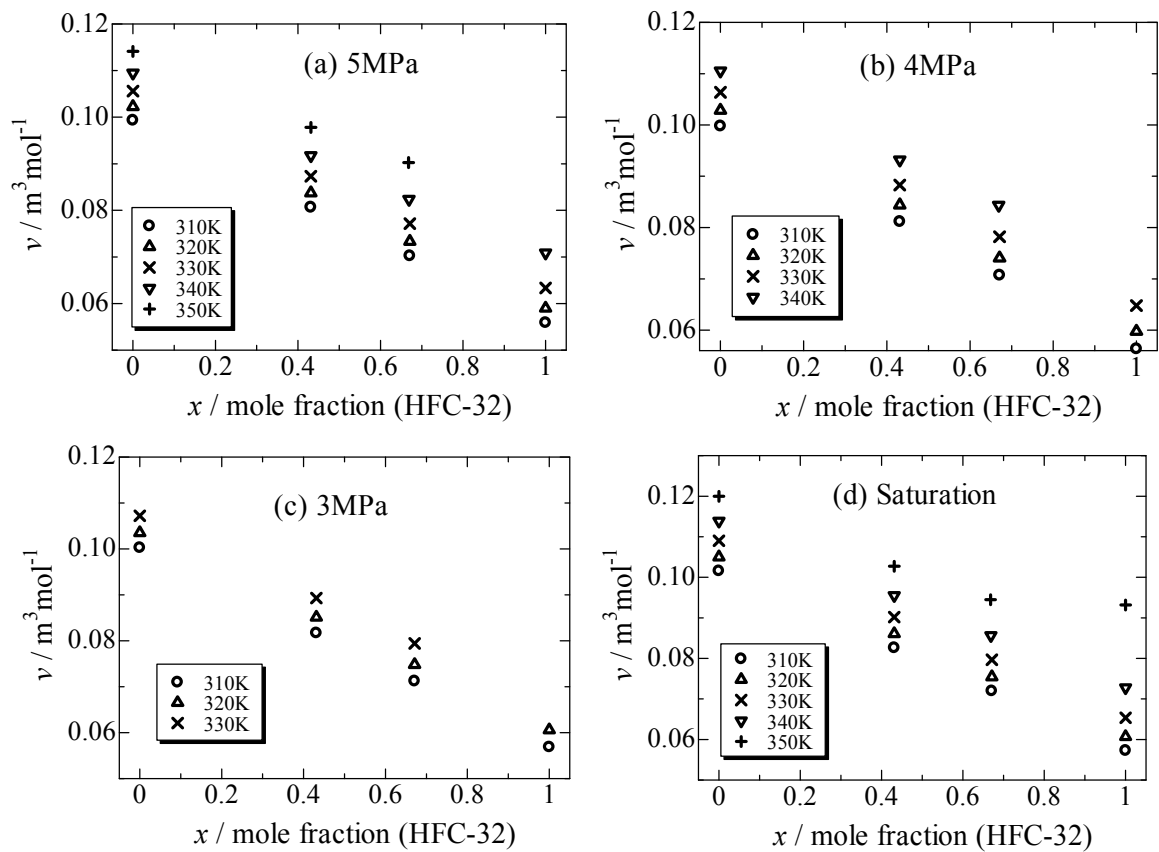 (a) 5MPa
0.12
0.10
0.08
0.06
v / m³mol⁻¹
310K
320K
330K
340K
350K
0 0.2 0.4 0.6 0.8 1
x / mole fraction (HFC-32)
(b) 4MPa
0.12
0.10
0.08
0.06
v / m³mol⁻¹
310K
320K
330K
340K
0 0.2 0.4 0.6 0.8 1
x / mole fraction (HFC-32)
(c) 3MPa
0.12
0.10
0.08
0.06
v / m³mol⁻¹
310K
320K
330K
0 0.2 0.4 0.6 0.8 1
x / mole fraction (HFC-32)
(d) Saturation
0.12
0.10
0.08
0.06
v / m³mol⁻¹
310K
320K
330K
340K
350K
0 0.2 0.4 0.6 0.8 1
x / mole fraction (HFC-32)